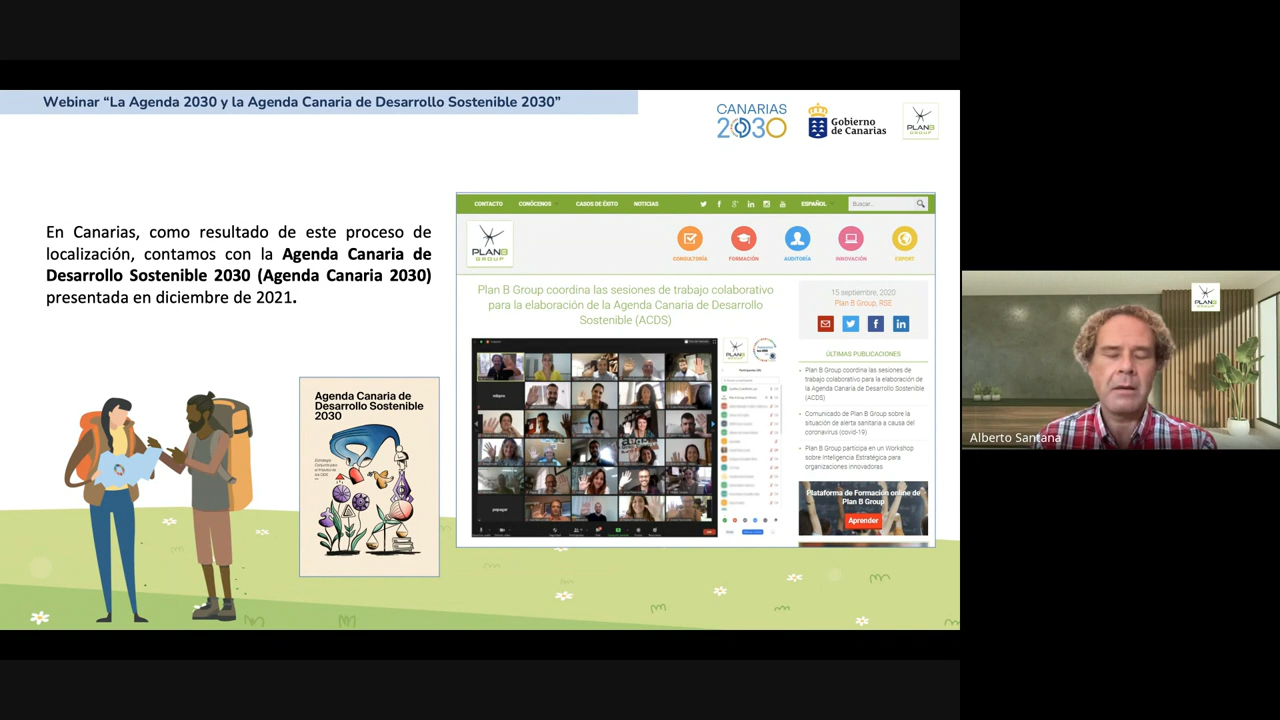 Webinar “La Agenda 2030 y la Agenda Canaria de Desarrollo Sostenible 2030”
CANARIAS
2030
Gobierno
de Canarias
PLANB
GROUP
En Canarias, como resultado de este proceso de
localización, contamos con la Agenda Canaria de
Desarrollo Sostenible 2030 (Agenda Canaria 2030)
presentada en diciembre de 2021.
Agenda Canaria de
Desarrollo Sostenible
2030
CONTACTO CONÓCENOS CASOS DE ÉXITO NOTICIAS ESPAÑOL Buscar...
PLANB
GROUP
CONSULTORÍA FORMACIÓN AUDITORÍA INNOVACIÓN EXPORT
Plan B Group coordina las sesiones de trabajo colaborativo
para la elaboración de la Agenda Canaria de Desarrollo
Sostenible (ACDS)
15 septiembre, 2020
Plan B Group, RSE
ÚLTIMAS PUBLICACIONES
Plan B Group coordina las sesiones de
trabajo colaborativo para la elaboración de
la Agenda Canaria de Desarrollo Sostenible
(ACDS)
Comunicado de Plan B Group sobre la
situación de alerta sanitaria a causa del
coronavirus (covid-19)
Plan B Group participa en un Workshop
sobre Inteligencia Estratégica para
organizaciones innovadoras
Plataforma de Formación online de
Plan B Group
Aprender
PLANB
GROUP
Alberto Santana